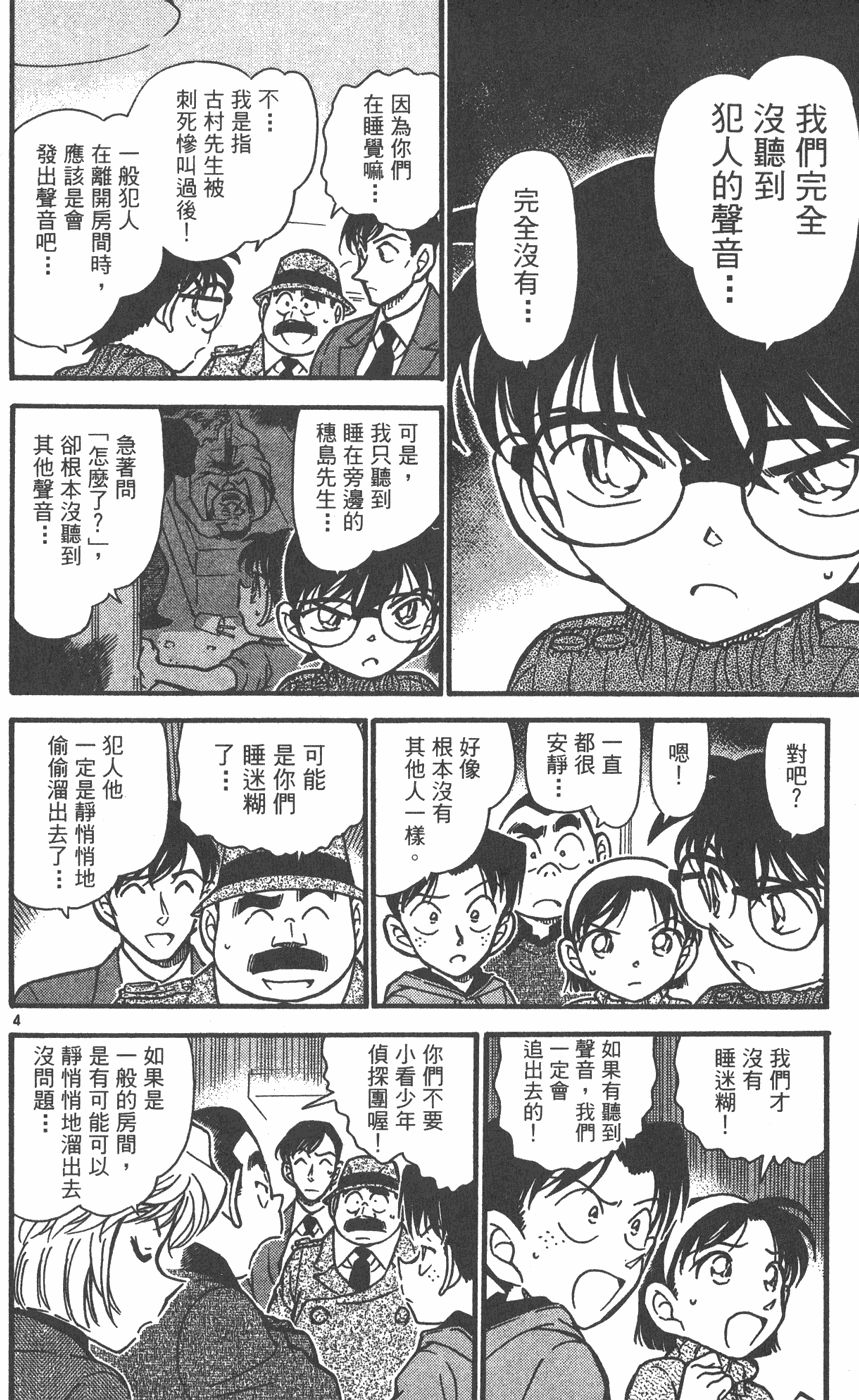 我們完全
沒聽到
犯人的聲音…
完全沒有…
因為你們
在睡覺嘛…
不…
我是指
古村先生被
刺死慘叫過後！
一般犯人
在離開房間時，
應該是會
發出聲音吧…
可是，
我只聽到
睡在旁邊的
穗島先生…
急著問
「怎麼了？」，
卻根本沒聽到
其他聲音…
對吧？
嗯！
一直
都很
安靜…
好像
根本沒有
其他人一樣。
可能
是你們
睡迷糊
了…
犯人他
一定是靜悄悄地
偷偷溜出去了…
4
我們才
沒有
睡迷糊！
如果有聽到
聲音，我們
一定會
追出去的！
你們不要
小看少年
偵探團喔！
如果是
一般的房間，
是有可能可以
靜悄悄地溜出去
沒問題…